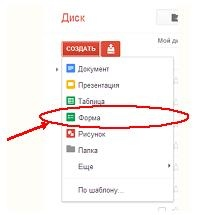 Диск
СОЗДАТЬ
Мой д
Документ
Презентация
Таблица
Форма
Рисунок
Папка
Еще
По шаблону...